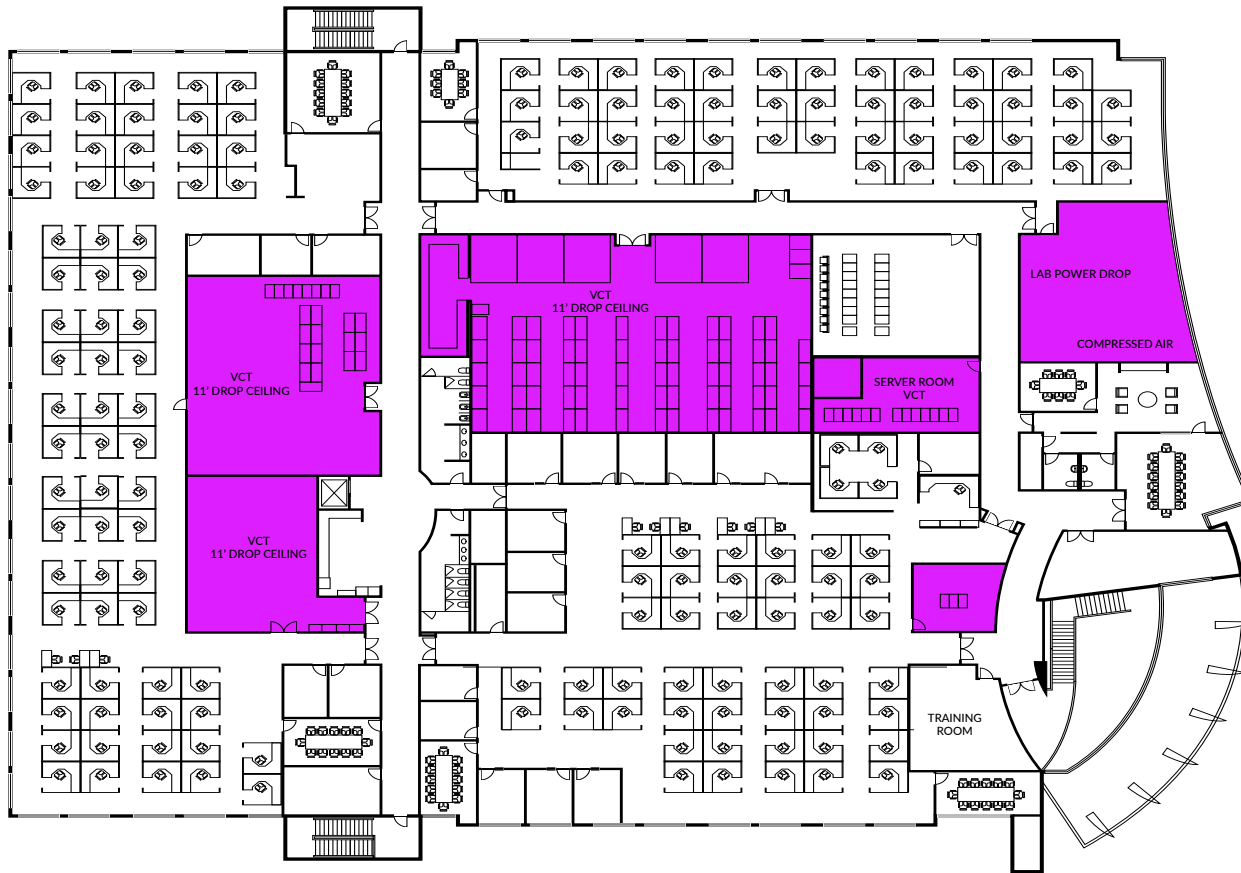 LAB POWER DROP
COMPRESSED AIR
VCT
11' DROP CEILING
VCT
11' DROP CEILING
SERVER ROOM
VCT
VCT
11' DROP CEILING
TRAINING
ROOM